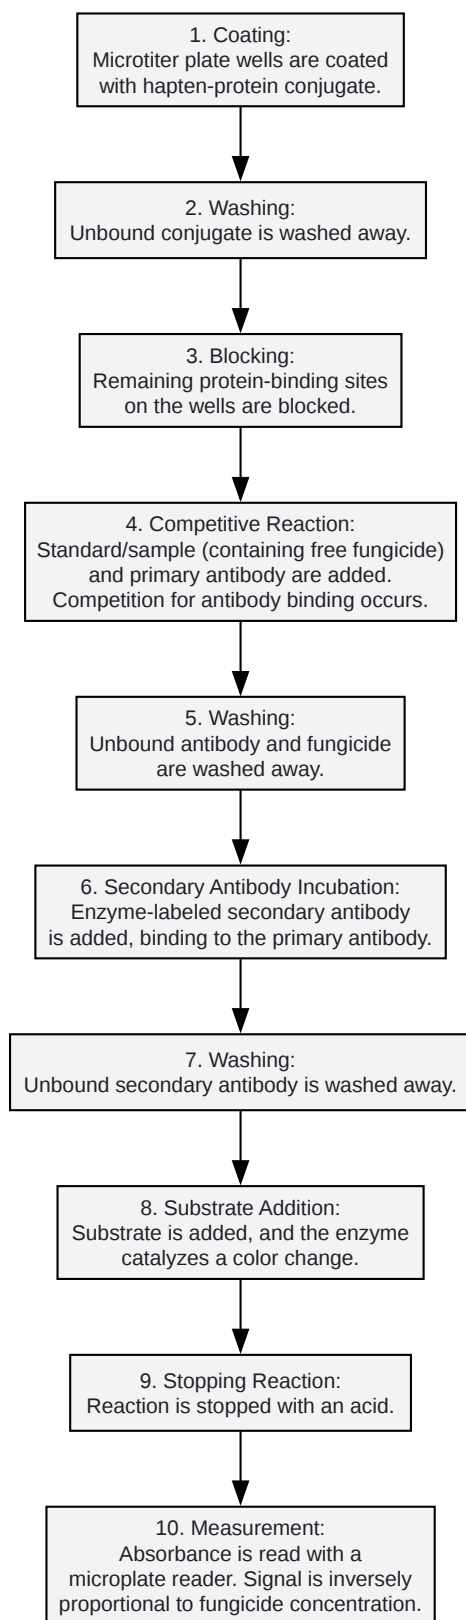 1. Coating:
Microtiter plate wells are coated
with hapten-protein conjugate.
2. Washing:
Unbound conjugate is washed away.
3. Blocking:
Remaining protein-binding sites
on the wells are blocked.
4. Competitive Reaction:
Standard/sample (containing free fungicide)
and primary antibody are added.
Competition for antibody binding occurs.
5. Washing:
Unbound antibody and fungicide
are washed away.
6. Secondary Antibody Incubation:
Enzyme-labeled secondary antibody
is added, binding to the primary antibody.
7. Washing:
Unbound secondary antibody is washed away.
8. Substrate Addition:
Substrate is added, and the enzyme
catalyzes a color change.
9. Stopping Reaction:
Reaction is stopped with an acid.
10. Measurement:
Absorbance is read with a
microplate reader. Signal is inversely
proportional to fungicide concentration.